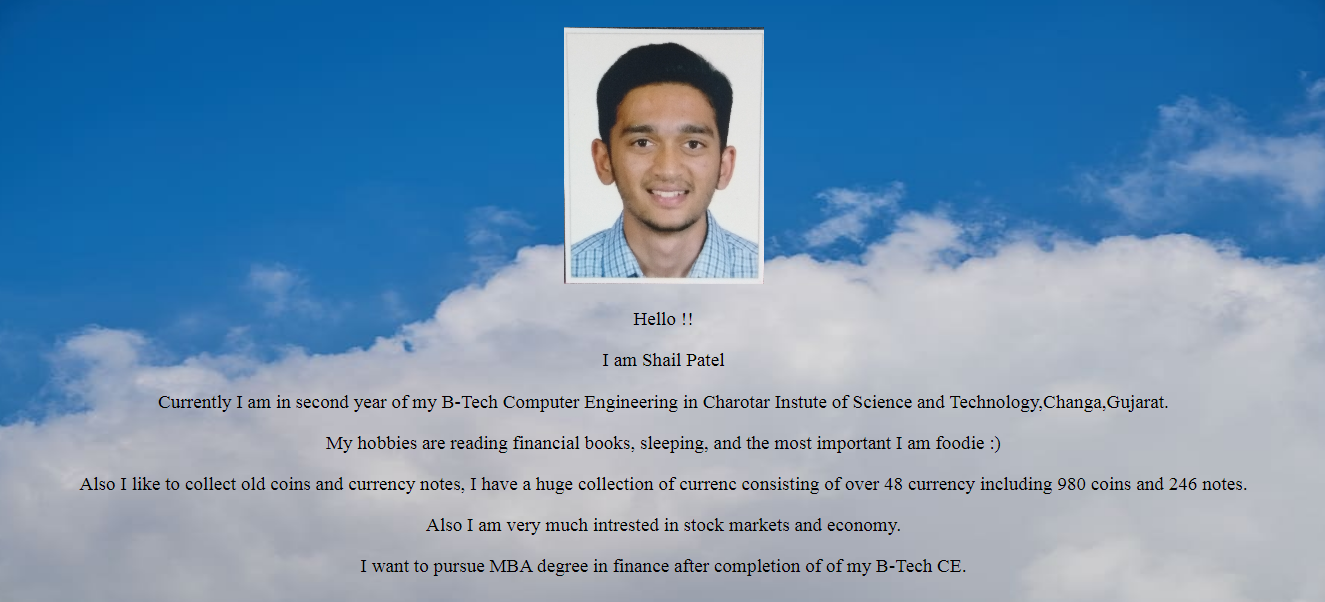 Hello !!
I am Shail Patel
Currently I am in second year of my B-Tech Computer Engineering in Charotar Instute of Science and Technology,Changa,Gujarat.
My hobbies are reading financial books, sleeping, and the most important I am foodie :)
Also I like to collect old coins and currency notes, I have a huge collection of currenc consisting of over 48 currency including 980 coins and 246 notes.
Also I am very much intrested in stock markets and economy.
I want to pursue MBA degree in finance after completion of of my B-Tech CE.